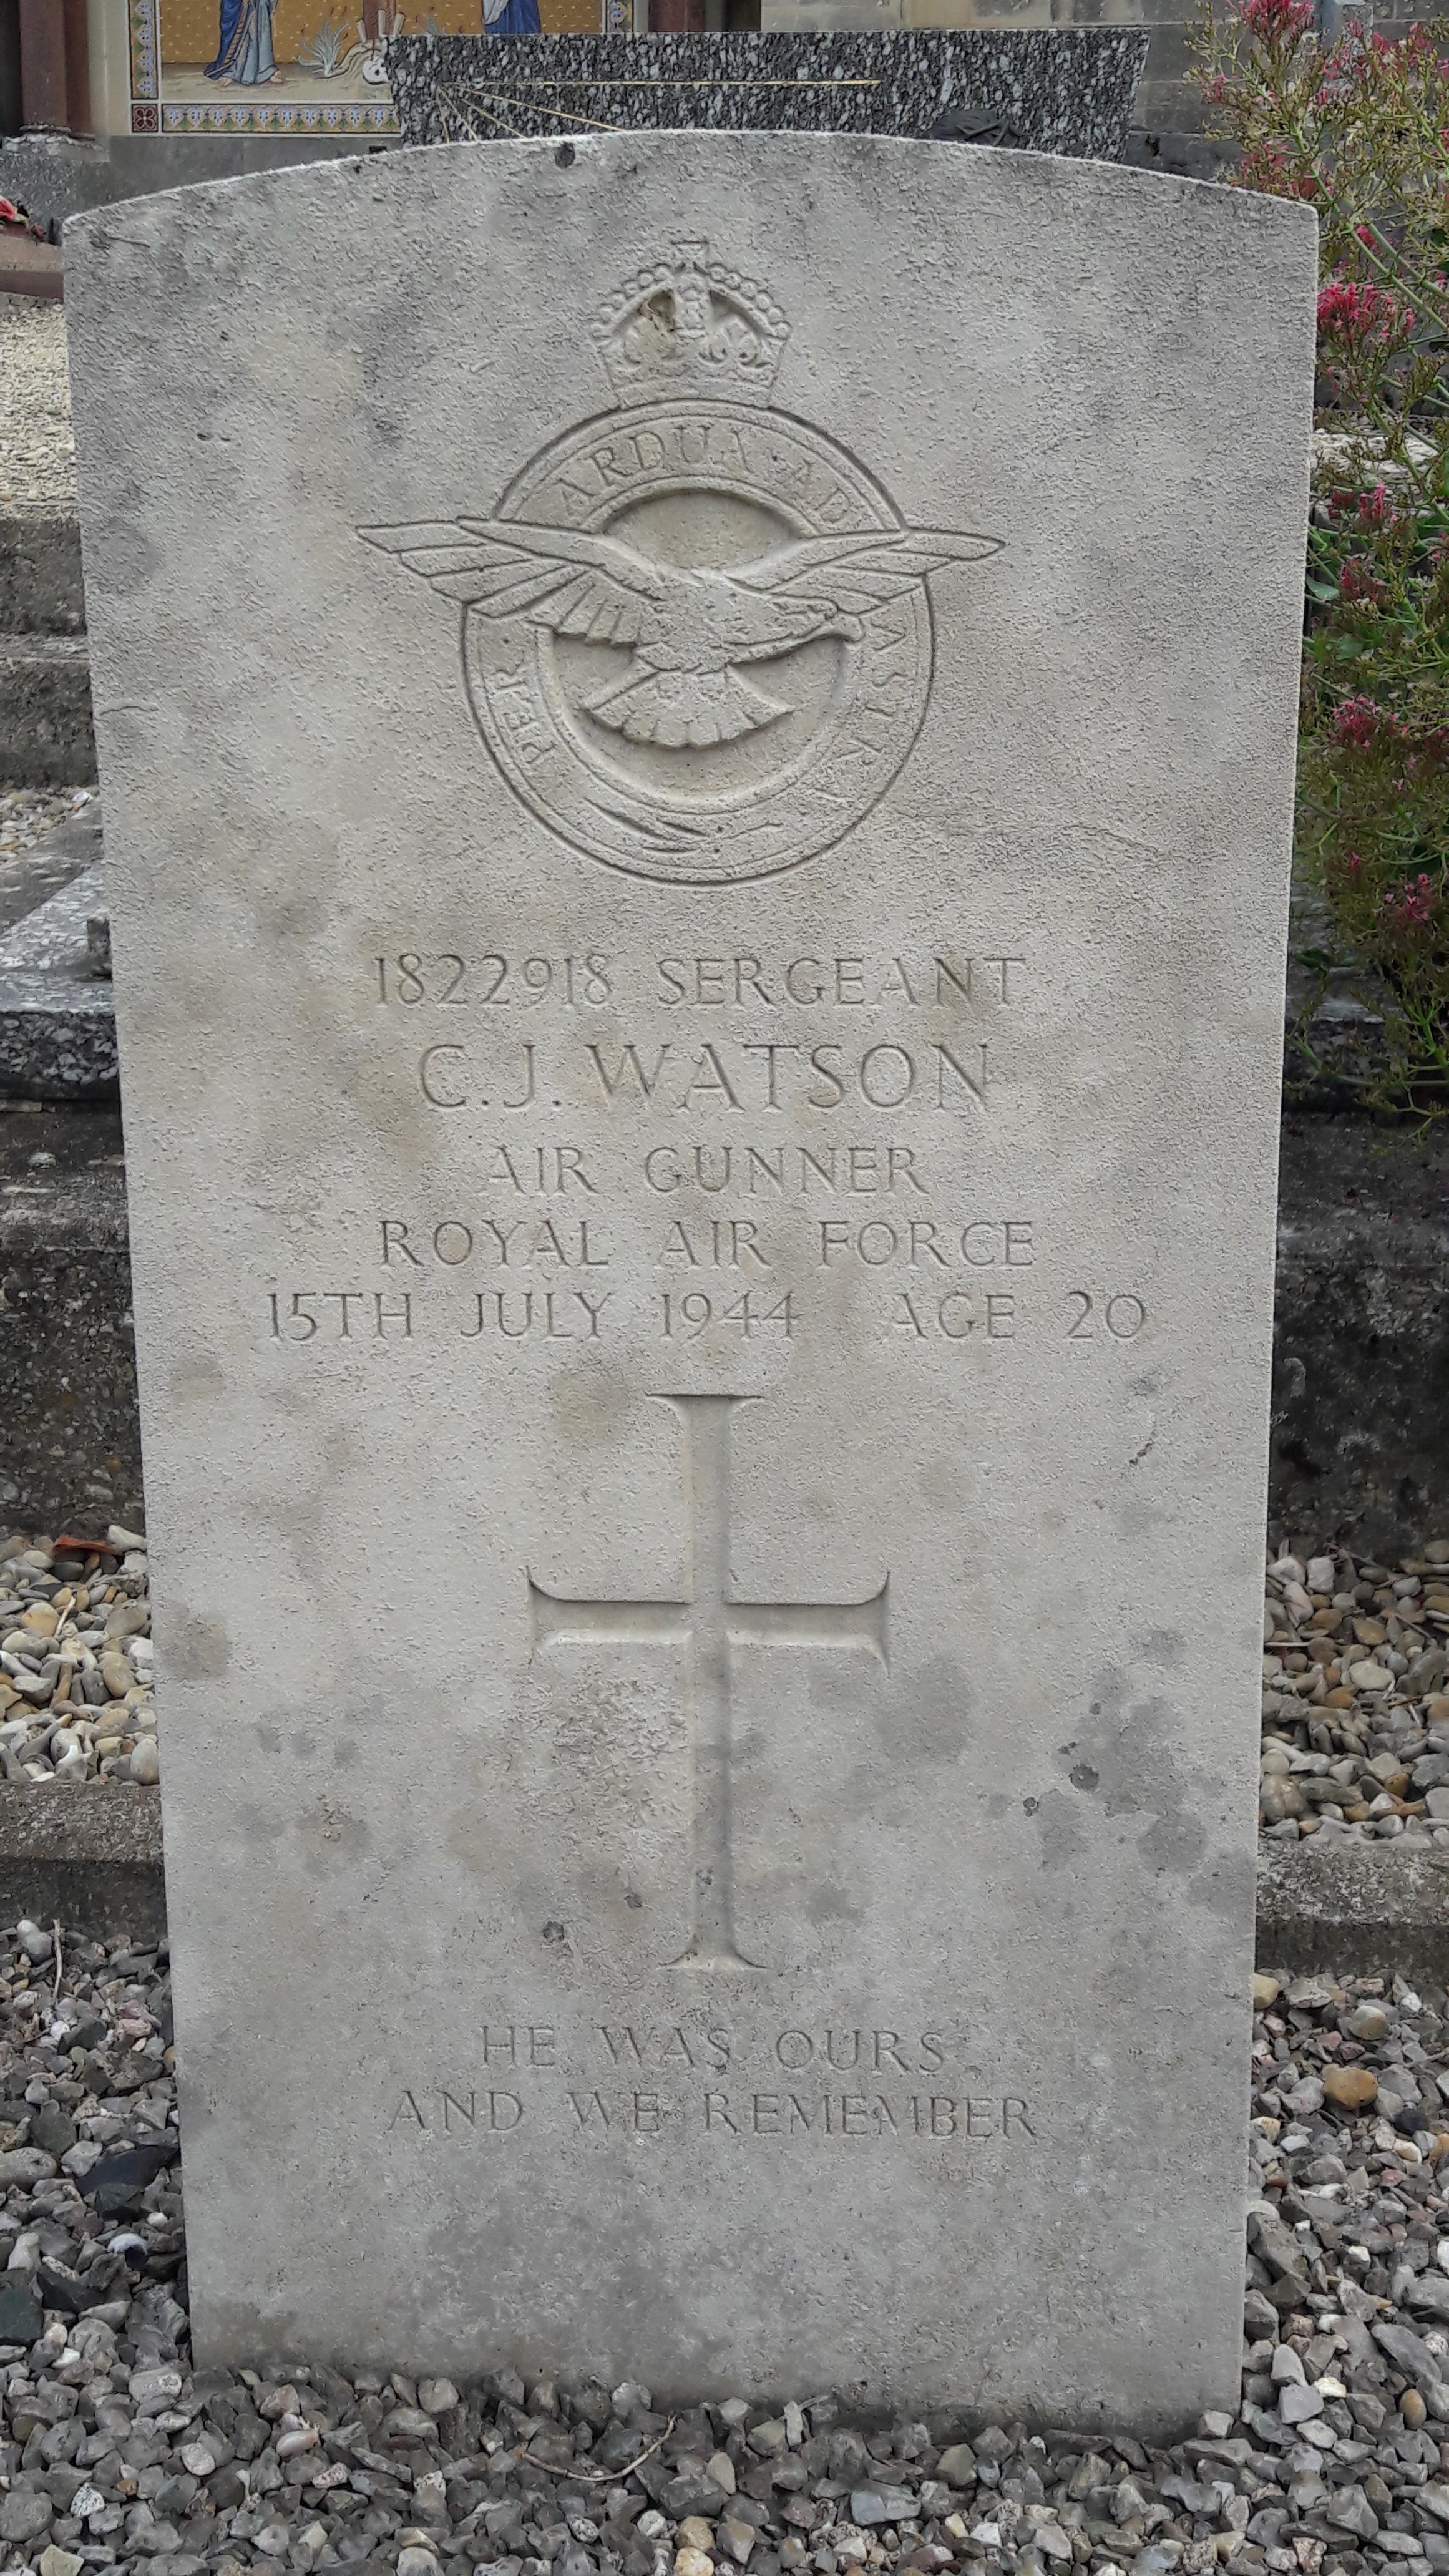 PER ARDUA AD ASTRA
1822918 SERGEANT
C.J. WATSON
AIR GUNNER
ROYAL AIR FORCE
15TH JULY 1944 AGE 20
HE WAS OURS
AND WE REMEMBER